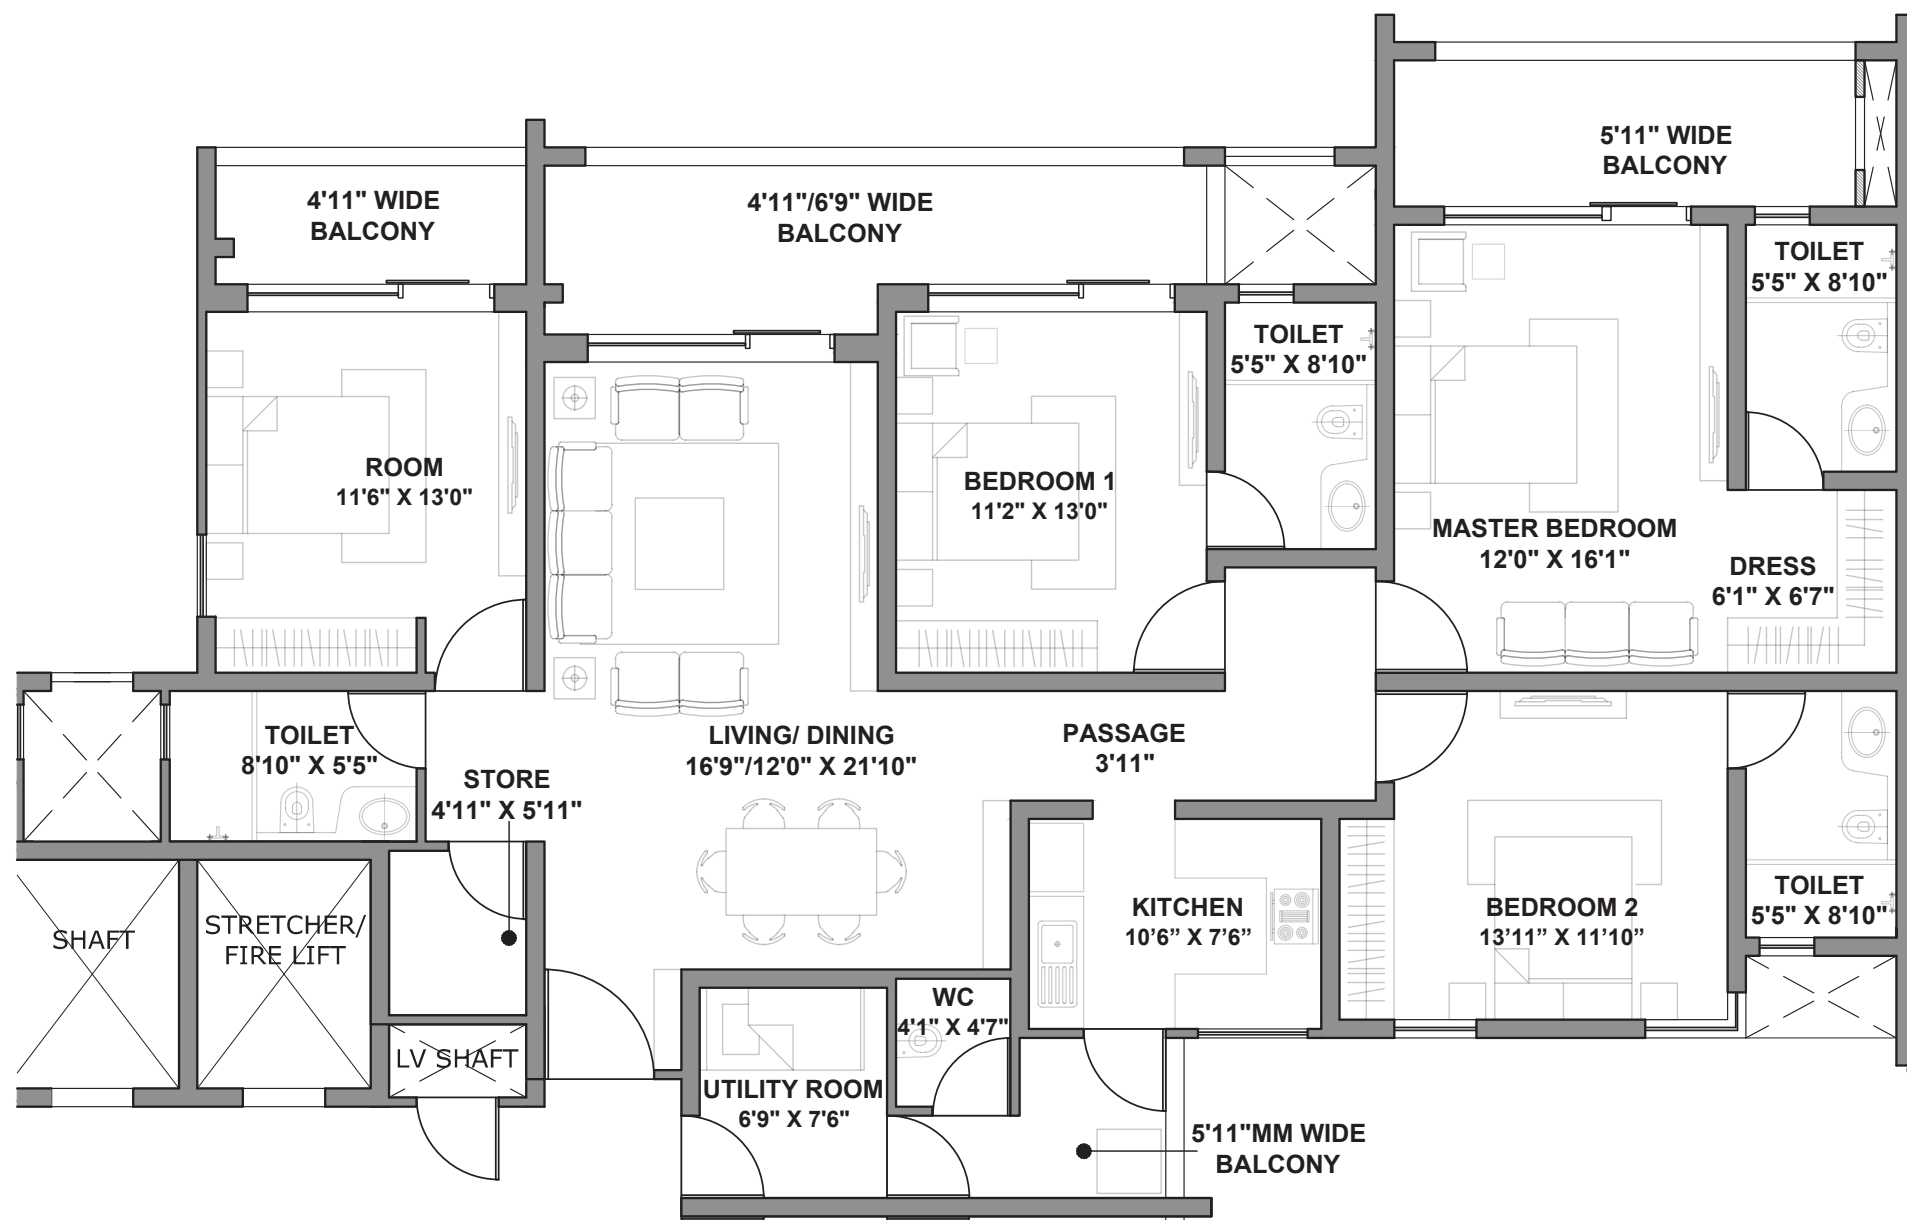 5'11" WIDE
BALCONY
4'11" WIDE
BALCONY
4'11"/6'9" WIDE
BALCONY
TOILET
5'5" X 8'10"
TOILET
5'5" X 8'10"
ROOM
11'6" X 13'0"
BEDROOM 1
11'2" X 13'0"
MASTER BEDROOM
12'0" X 16'1"
DRESS
6'1" X 6'7"
TOILET
8'10" X 5'5"
STORE
4'11" X 5'11"
LIVING/ DINING
16'9"/12'0" X 21'10"
PASSAGE
3'11"
SHAFT
STRETCHER/
FIRE LIFT
KITCHEN
10’6” X 7’6”
BEDROOM 2
13’11” X 11’10”
TOILET
5'5" X 8'10"
WC
4'1" X 4'7"
LV SHAFT
UTILITY ROOM
6'9" X 7'6"
5'11"MM WIDE
BALCONY